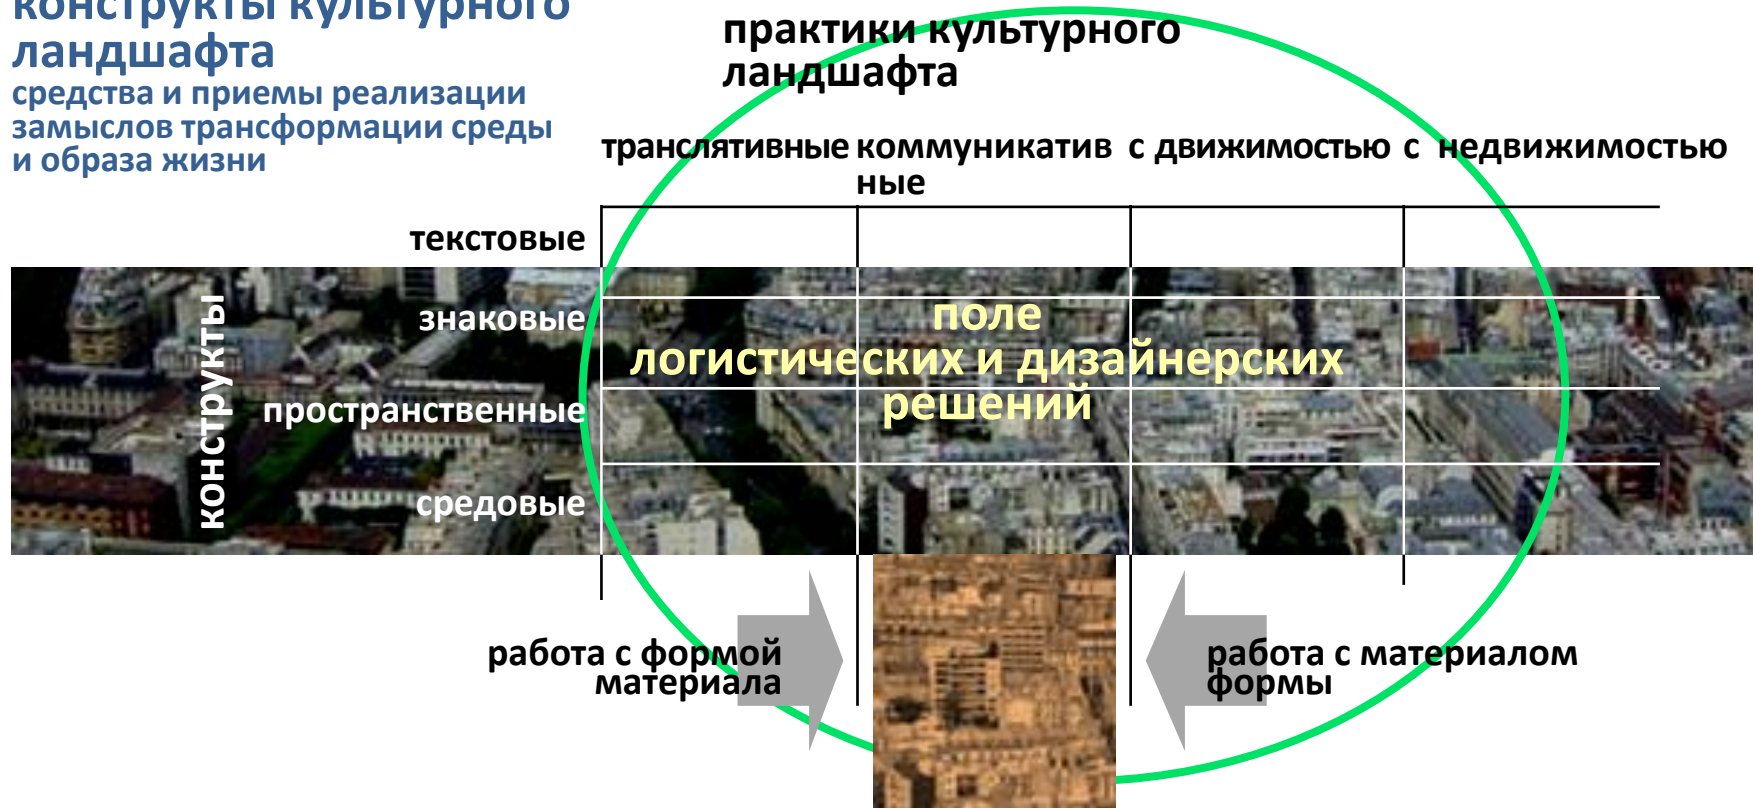 конструкты культурного
ландшафта
средства и приемы реализации
замыслов трансформации среды
и образа жизни
практики культурного
ландшафта
транслятивные коммуникатив с движимостью с недвижимостью
ные
текстовые
конструкты
знаковые
пространственные
средовые
поле
логистических и дизайнерских
решений
работа с формой
материала
работа с материалом
формы